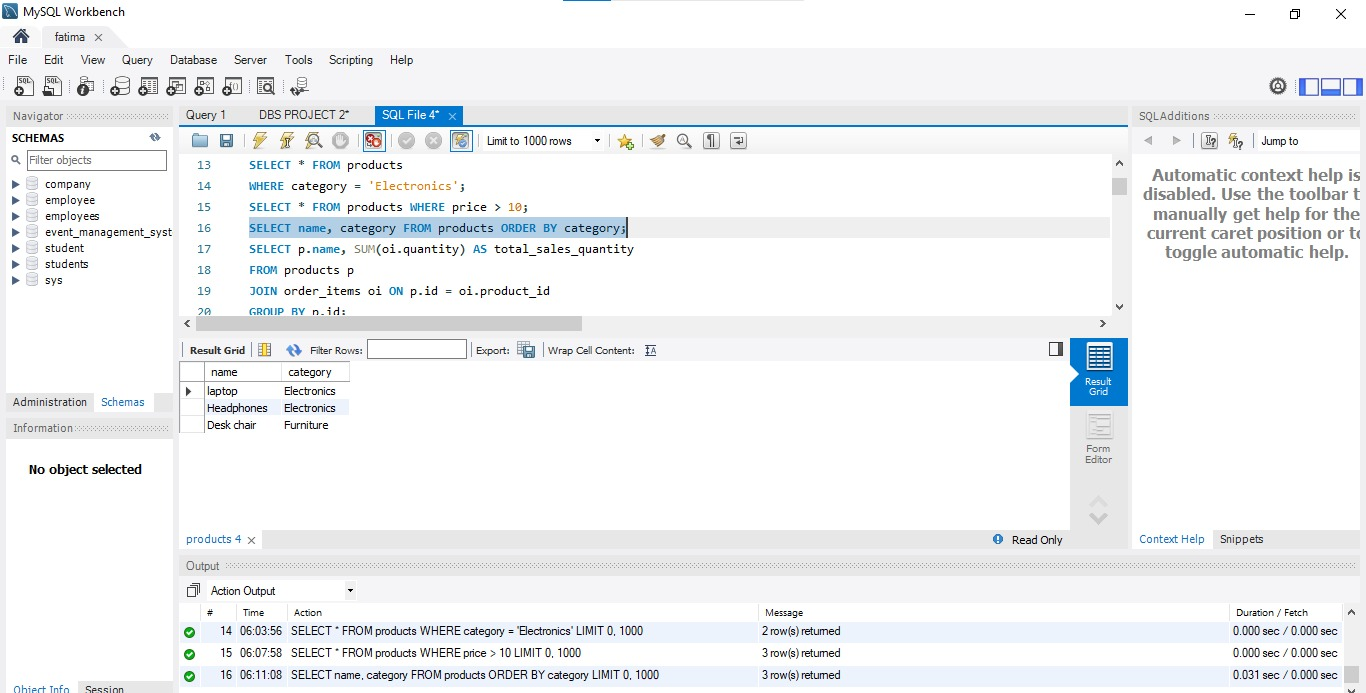 MySQL Workbench
fatima
File Edit View Query Database Server Tools Scripting Help
Navigator
SCHEMAS
Filter objects
company
employee
employees
event_management_syst
student
students
sys
Administration Schemas
Information
No object selected
Object Info Session
Query 1 DBS PROJECT 2* SQL File 4*
Limit to 1000 rows
13 SELECT * FROM products
14 WHERE category = 'Electronics';
15 SELECT * FROM products WHERE price > 10;
16 SELECT name, category FROM products ORDER BY category;
17 SELECT p.name, SUM(oi.quantity) AS total_sales_quantity
18 FROM products p
19 JOIN order_items oi ON p.id = oi.product_id
20 GROUP BY p.id;
Result Grid Filter Rows: Export: Wrap Cell Content:
name category
laptop Electronics
Headphones Electronics
Desk chair Furniture
Result
Grid
Form
Editor
products 4 Read Only
SQLAdditions
Jump to
Automatic context help is
disabled. Use the toolbar t
manually get help for the
current caret position or to
toggle automatic help.
Context Help Snippets
Output
Action Output
# Time Action Message Duration / Fetch
14 06:03:56 SELECT * FROM products WHERE category = 'Electronics' LIMIT 0, 1000 2 row(s) returned 0.000 sec / 0.000 sec
15 06:07:58 SELECT * FROM products WHERE price > 10 LIMIT 0, 1000 3 row(s) returned 0.000 sec / 0.000 sec
16 06:11:08 SELECT name, category FROM products ORDER BY category LIMIT 0, 1000 3 row(s) returned 0.031 sec / 0.000 sec